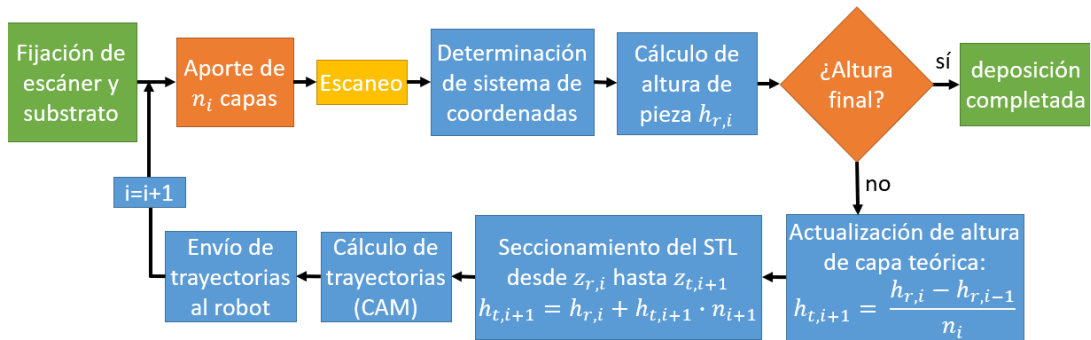 Fijación de
escáner y
substrato
Aporte de
$n_i$ capas
Escaneo
Determinación
de sistema de
coordenadas
Cálculo de
altura de
pieza $h_{r,i}$
¿Altura
final?
sí
deposición
completada
no
Actualización de altura
de capa teórica:
$h_{t,i+1} = \frac{h_{r,i} - h_{r,i-1}}{n_i}$
Seccionamiento del STL
desde $z_{r,i}$ hasta $z_{t,i+1}$
$h_{t,i+1} = h_{r,i} + h_{t,i+1} \cdot n_{i+1}$
Cálculo de
trayectorias
(CAM)
Envío de
trayectorias
al robot
i=i+1